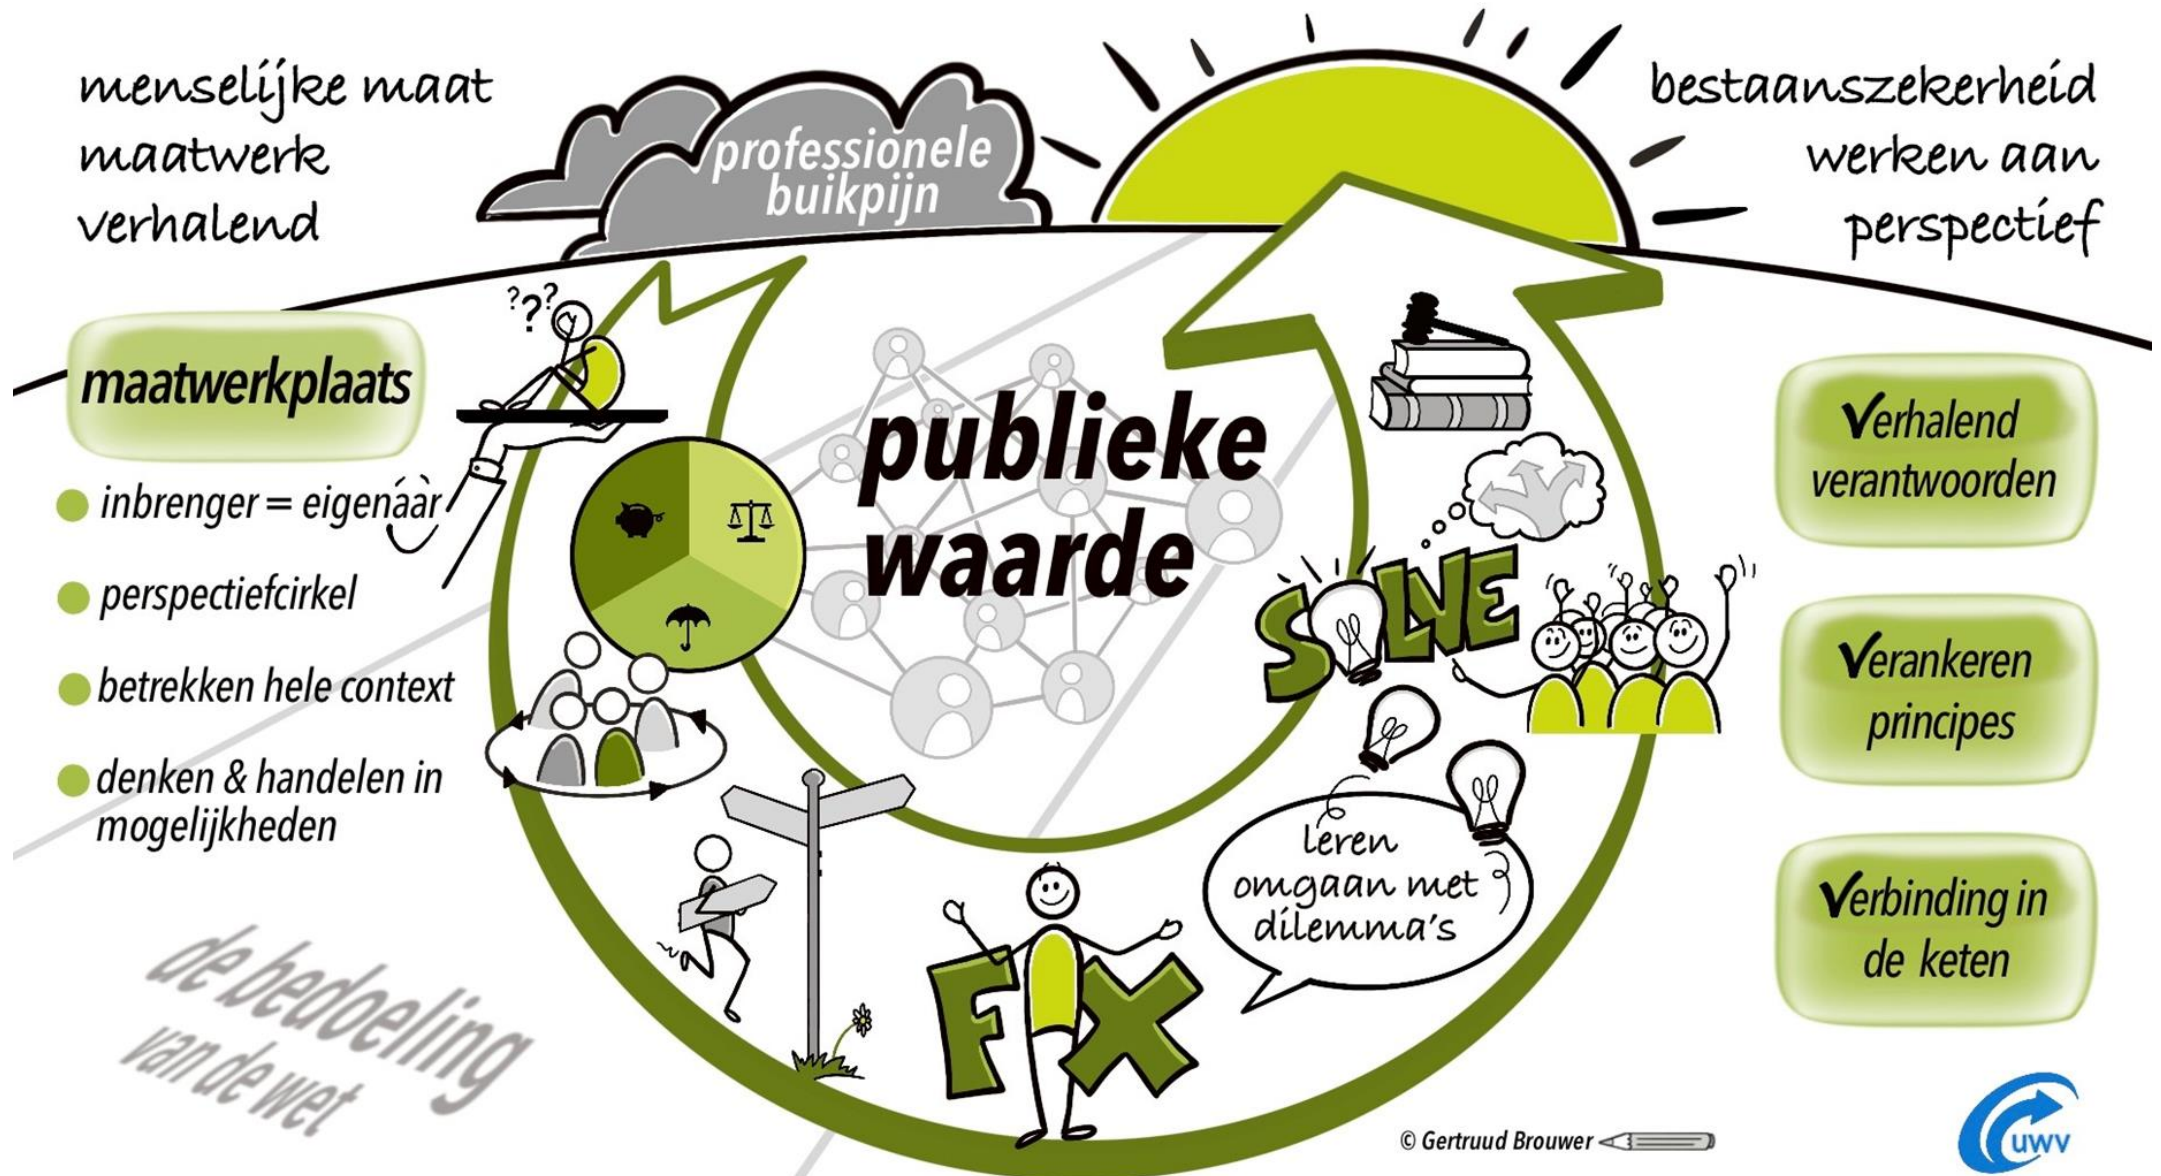 menselijke maat
maatwerk
verhalend
professionele
buikpijn
bestaanszekerheid
werken aan
perspectief
maatwerkplaats
inbrenger = eigenaar
perspectiefcirkel
betrekken hele context
denken & handelen in
mogelijkheden
de bedoeling
van de wet
???
publieke
waarde
SOLVE
FIX
leren
omgaan met
dilemma's
Verhalend
verantwoorden
Verankeren
principes
Verbinding in
de keten
© Gertruud Brouwer
UWV